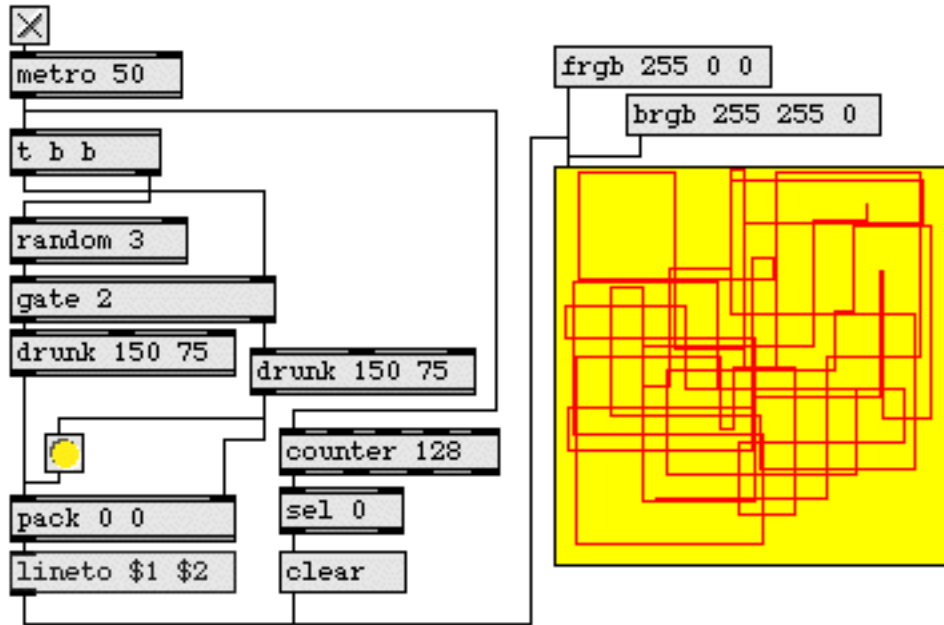 metro 50
t b b
random 3
gate 2
drunk 150 75
drunk 150 75
counter 128
sel 0
pack 0 0
lineto $1 $2
clear
frgb 255 0 0
brgb 255 255 0